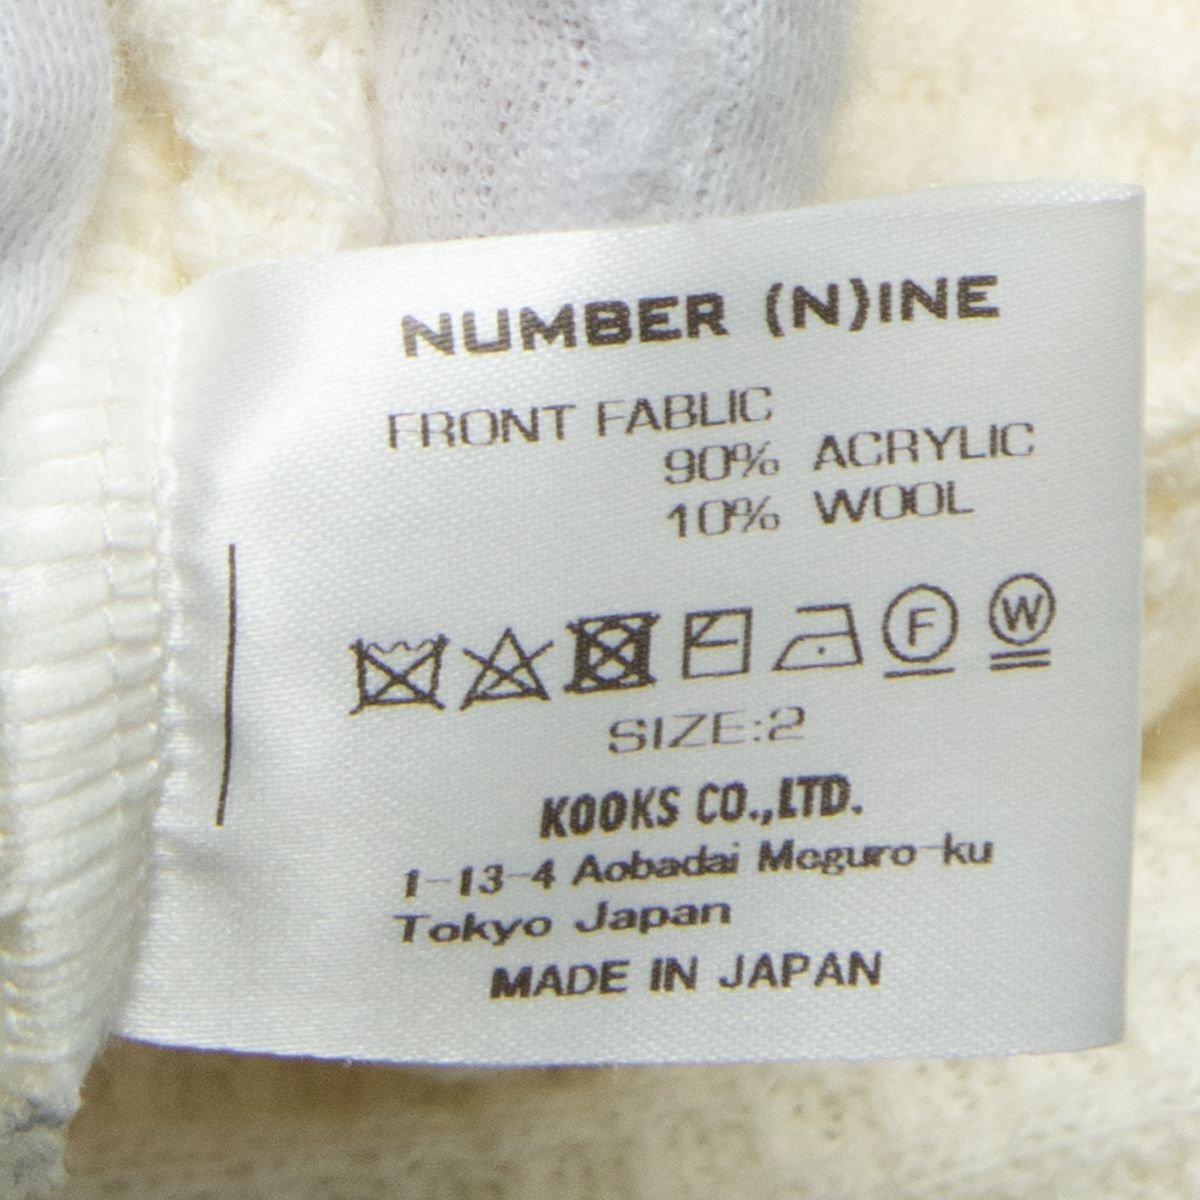 NUMBER (N)INE
FRONT FABLIC
90% ACRYLIC
10% WOOL
F W
SIZE:2
KOOKS CO.,LTD.
1-13-4 Aobadai Meguro-ku
Tokyo Japan
MADE IN JAPAN